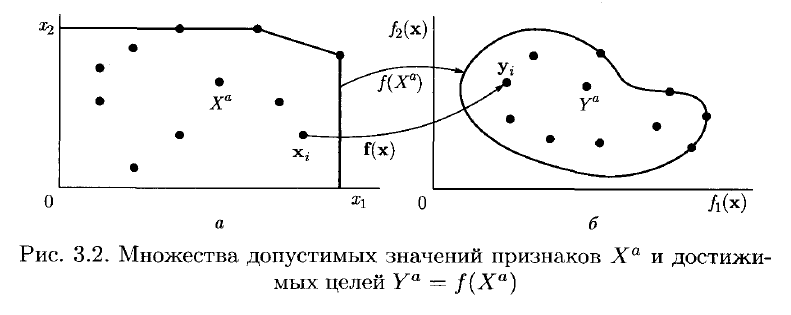 x₂
f₂(x)
yᵢ
f(Xᵃ)
Xᵃ
Yᵃ
xᵢ
f(x)
0
x₁
0
f₁(x)
а
б
Рис. 3.2. Множества допустимых значений признаков Xᵃ и достижи-
мых целей Yᵃ = f(Xᵃ)